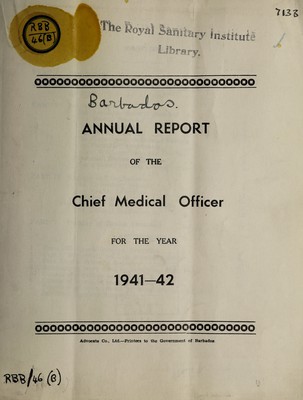 RBB
46(B)
7138
The Royal Sanitary Institute
Library.
Barbados.
ANNUAL REPORT
OF THE
Chief Medical Officer
FOR THE YEAR
1941—42
Advocate Co., Ltd.—Printers to the Government of Barbados
RBB/46 (B)